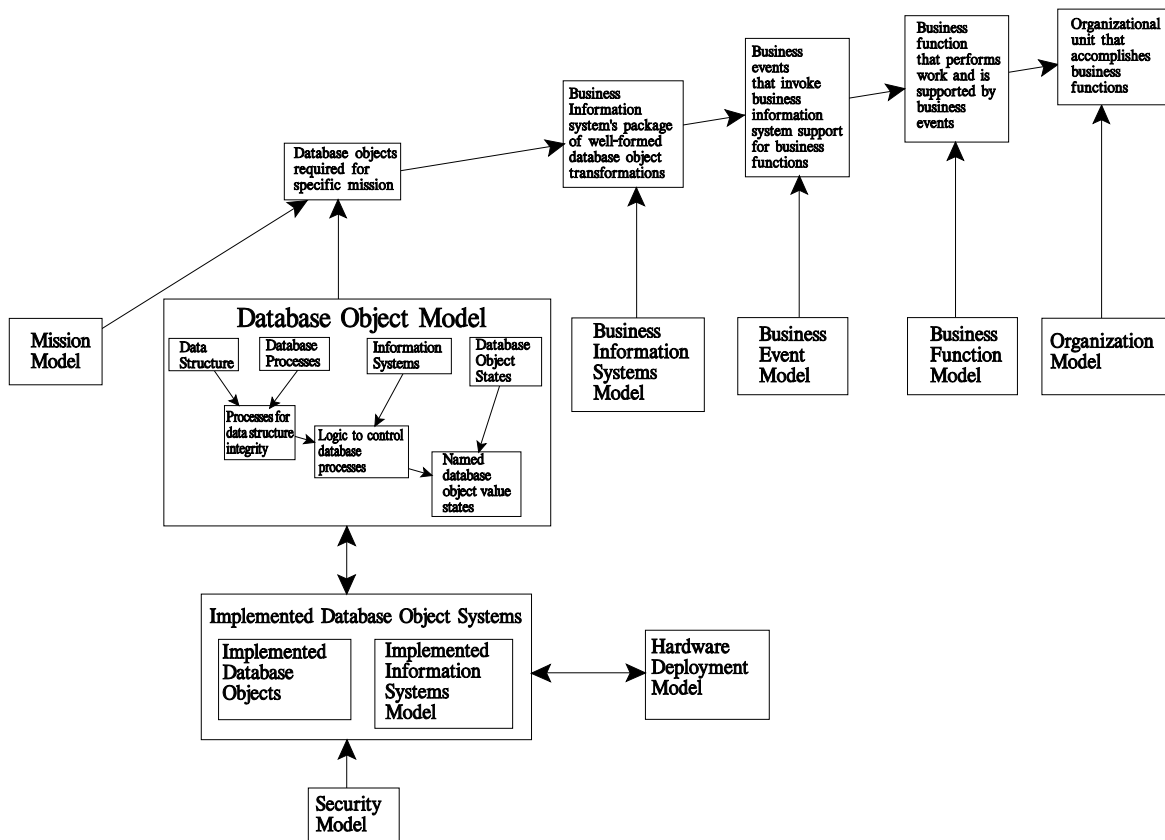 Organizational
unit that
accomplishes
business
functions
Business
function
that performs
work and is
supported by
business
events
Business
events
that invoke
business
information
system support
for business
functions
Business
Information
system's package
of well-formed
database object
transformations
Database objects
required for
specific mission
Mission
Model
Database Object Model
Data
Structure
Database
Processes
Information
Systems
Database
Object
States
Processes for
data structure
integrity
Logic to control
database
processes
Named
database
object value
states
Business
Information
Systems
Model
Business
Event
Model
Business
Function
Model
Organization
Model
Implemented Database Object Systems
Implemented
Database
Objects
Implemented
Information
Systems
Model
Hardware
Deployment
Model
Security
Model